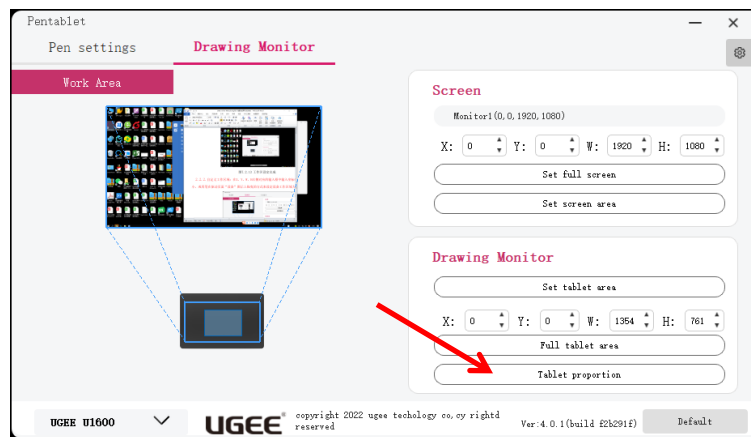 Pentablet
Pen settings
Drawing Monitor
Work Area
Screen
Monitor1(0,0,1920,1080)
X: 0 Y: 0 W: 1920 H: 1080
Set full screen
Set screen area
Drawing Monitor
Set tablet area
X: 0 Y: 0 W: 1354 H: 761
Full tablet area
Tablet proportion
UGEE U1600
UGEE®
copyright 2022 ugee techology co,oy rightd
reserved
Ver:4.0.1(build f2b291f)
Default